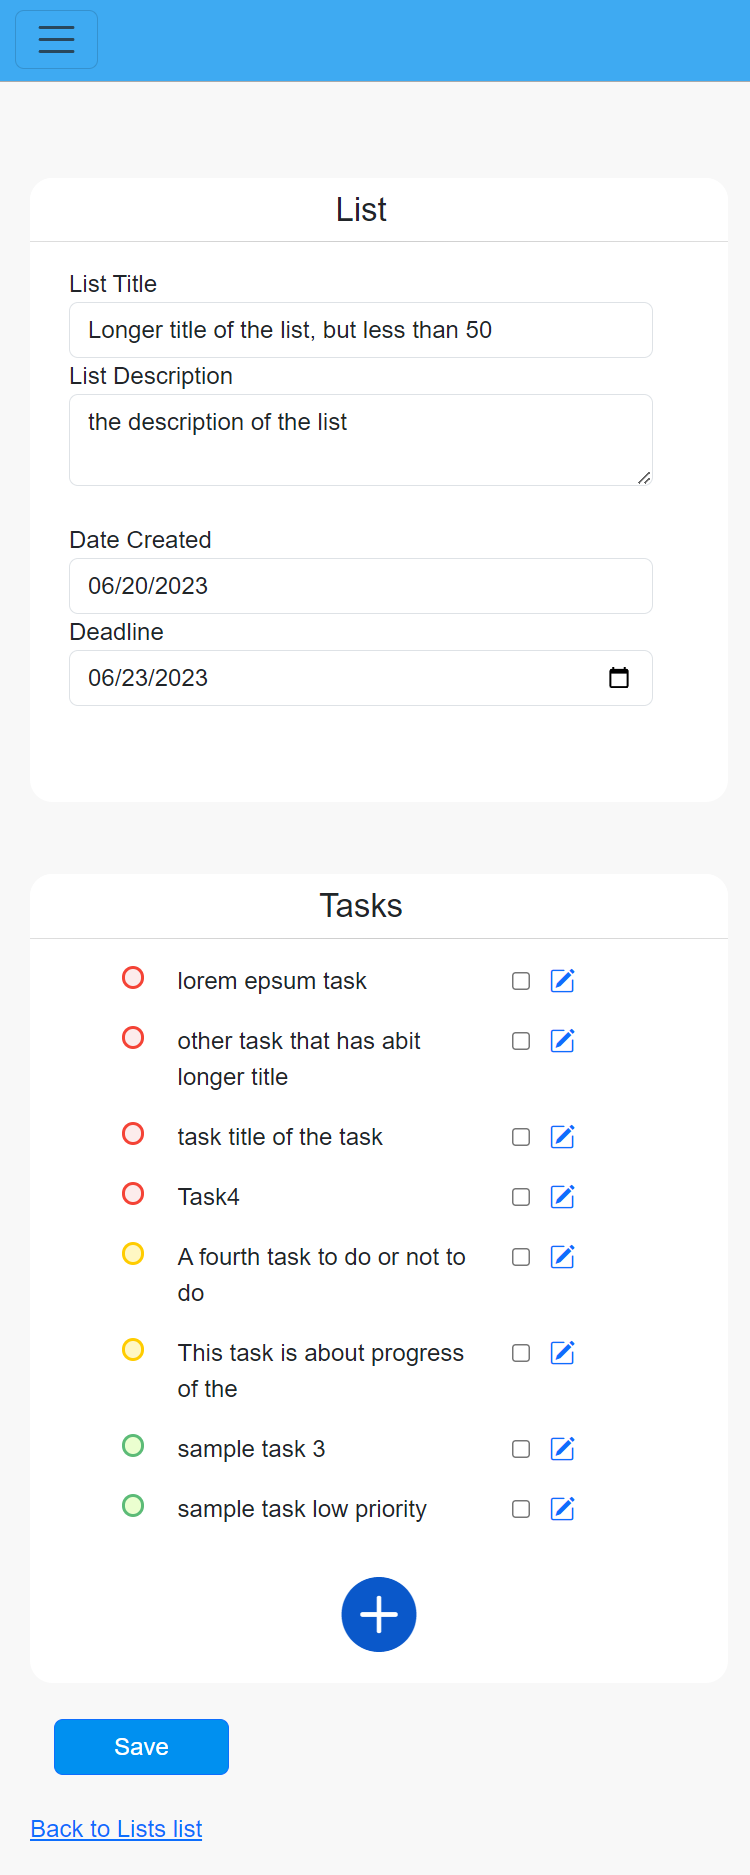 List
List Title
Longer title of the list, but less than 50
List Description
the description of the list
Date Created
06/20/2023
Deadline
06/23/2023
Tasks
lorem epsum task
other task that has abit
longer title
task title of the task
Task4
A fourth task to do or not to
do
This task is about progress
of the
sample task 3
sample task low priority
Save
Back to Lists list